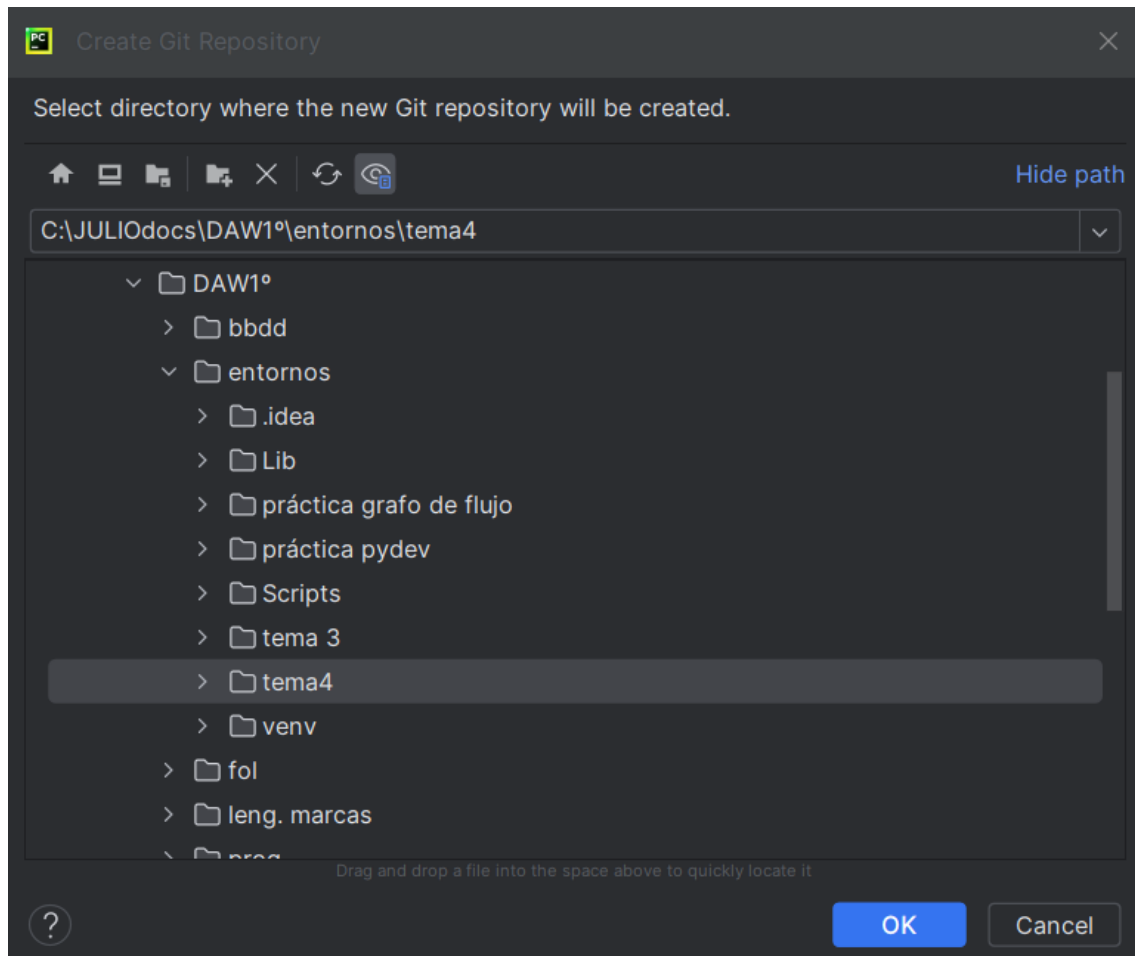 PC
Create Git Repository
Select directory where the new Git repository will be created.
Hide path
C:\JULIOdocs\DAW1º\entornos\tema4
DAW1º
bbdd
entornos
.idea
Lib
práctica grafo de flujo
práctica pydev
Scripts
tema 3
tema4
venv
fol
leng. marcas
Drag and drop a file into the space above to quickly locate it
?
OK
Cancel